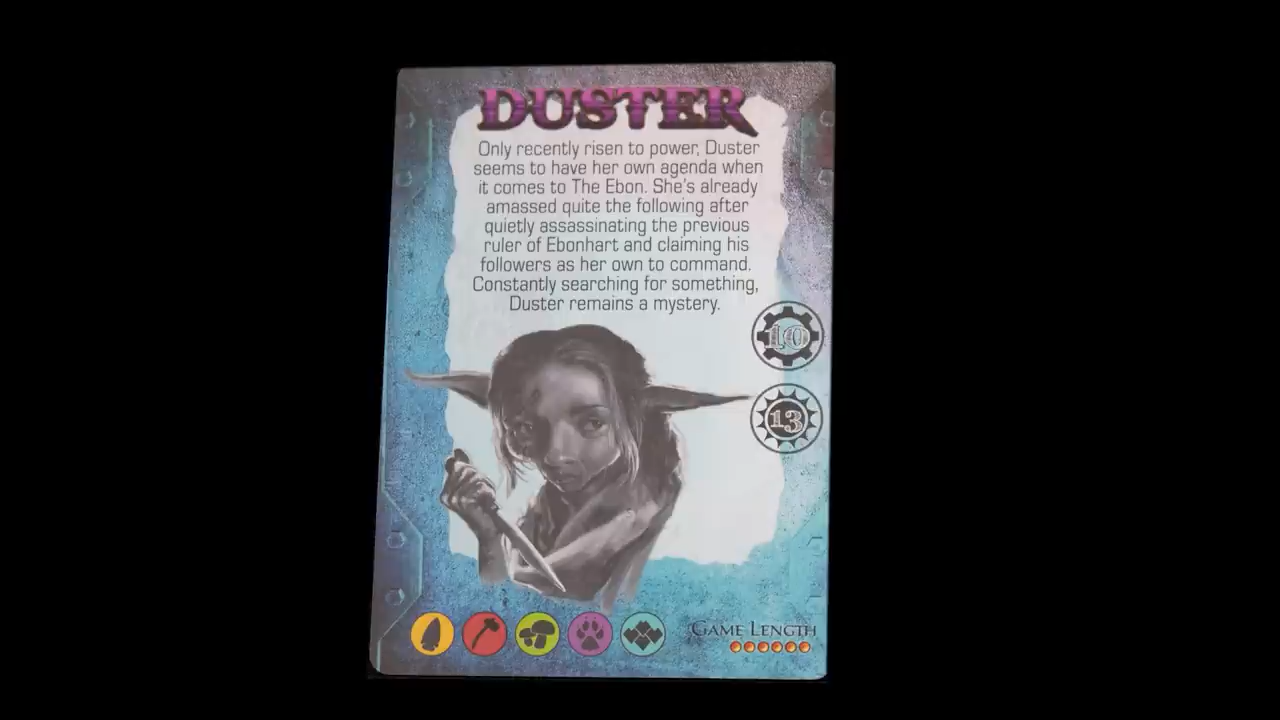 DUSTER
Only recently risen to power, Duster
seems to have her own agenda when
it comes to The Ebon. She's already
amassed quite the following after
quietly assassinating the previous
ruler of Ebonhart and claiming his
followers as her own to command.
Constantly searching for something,
Duster remains a mystery.
10
13
Game Length